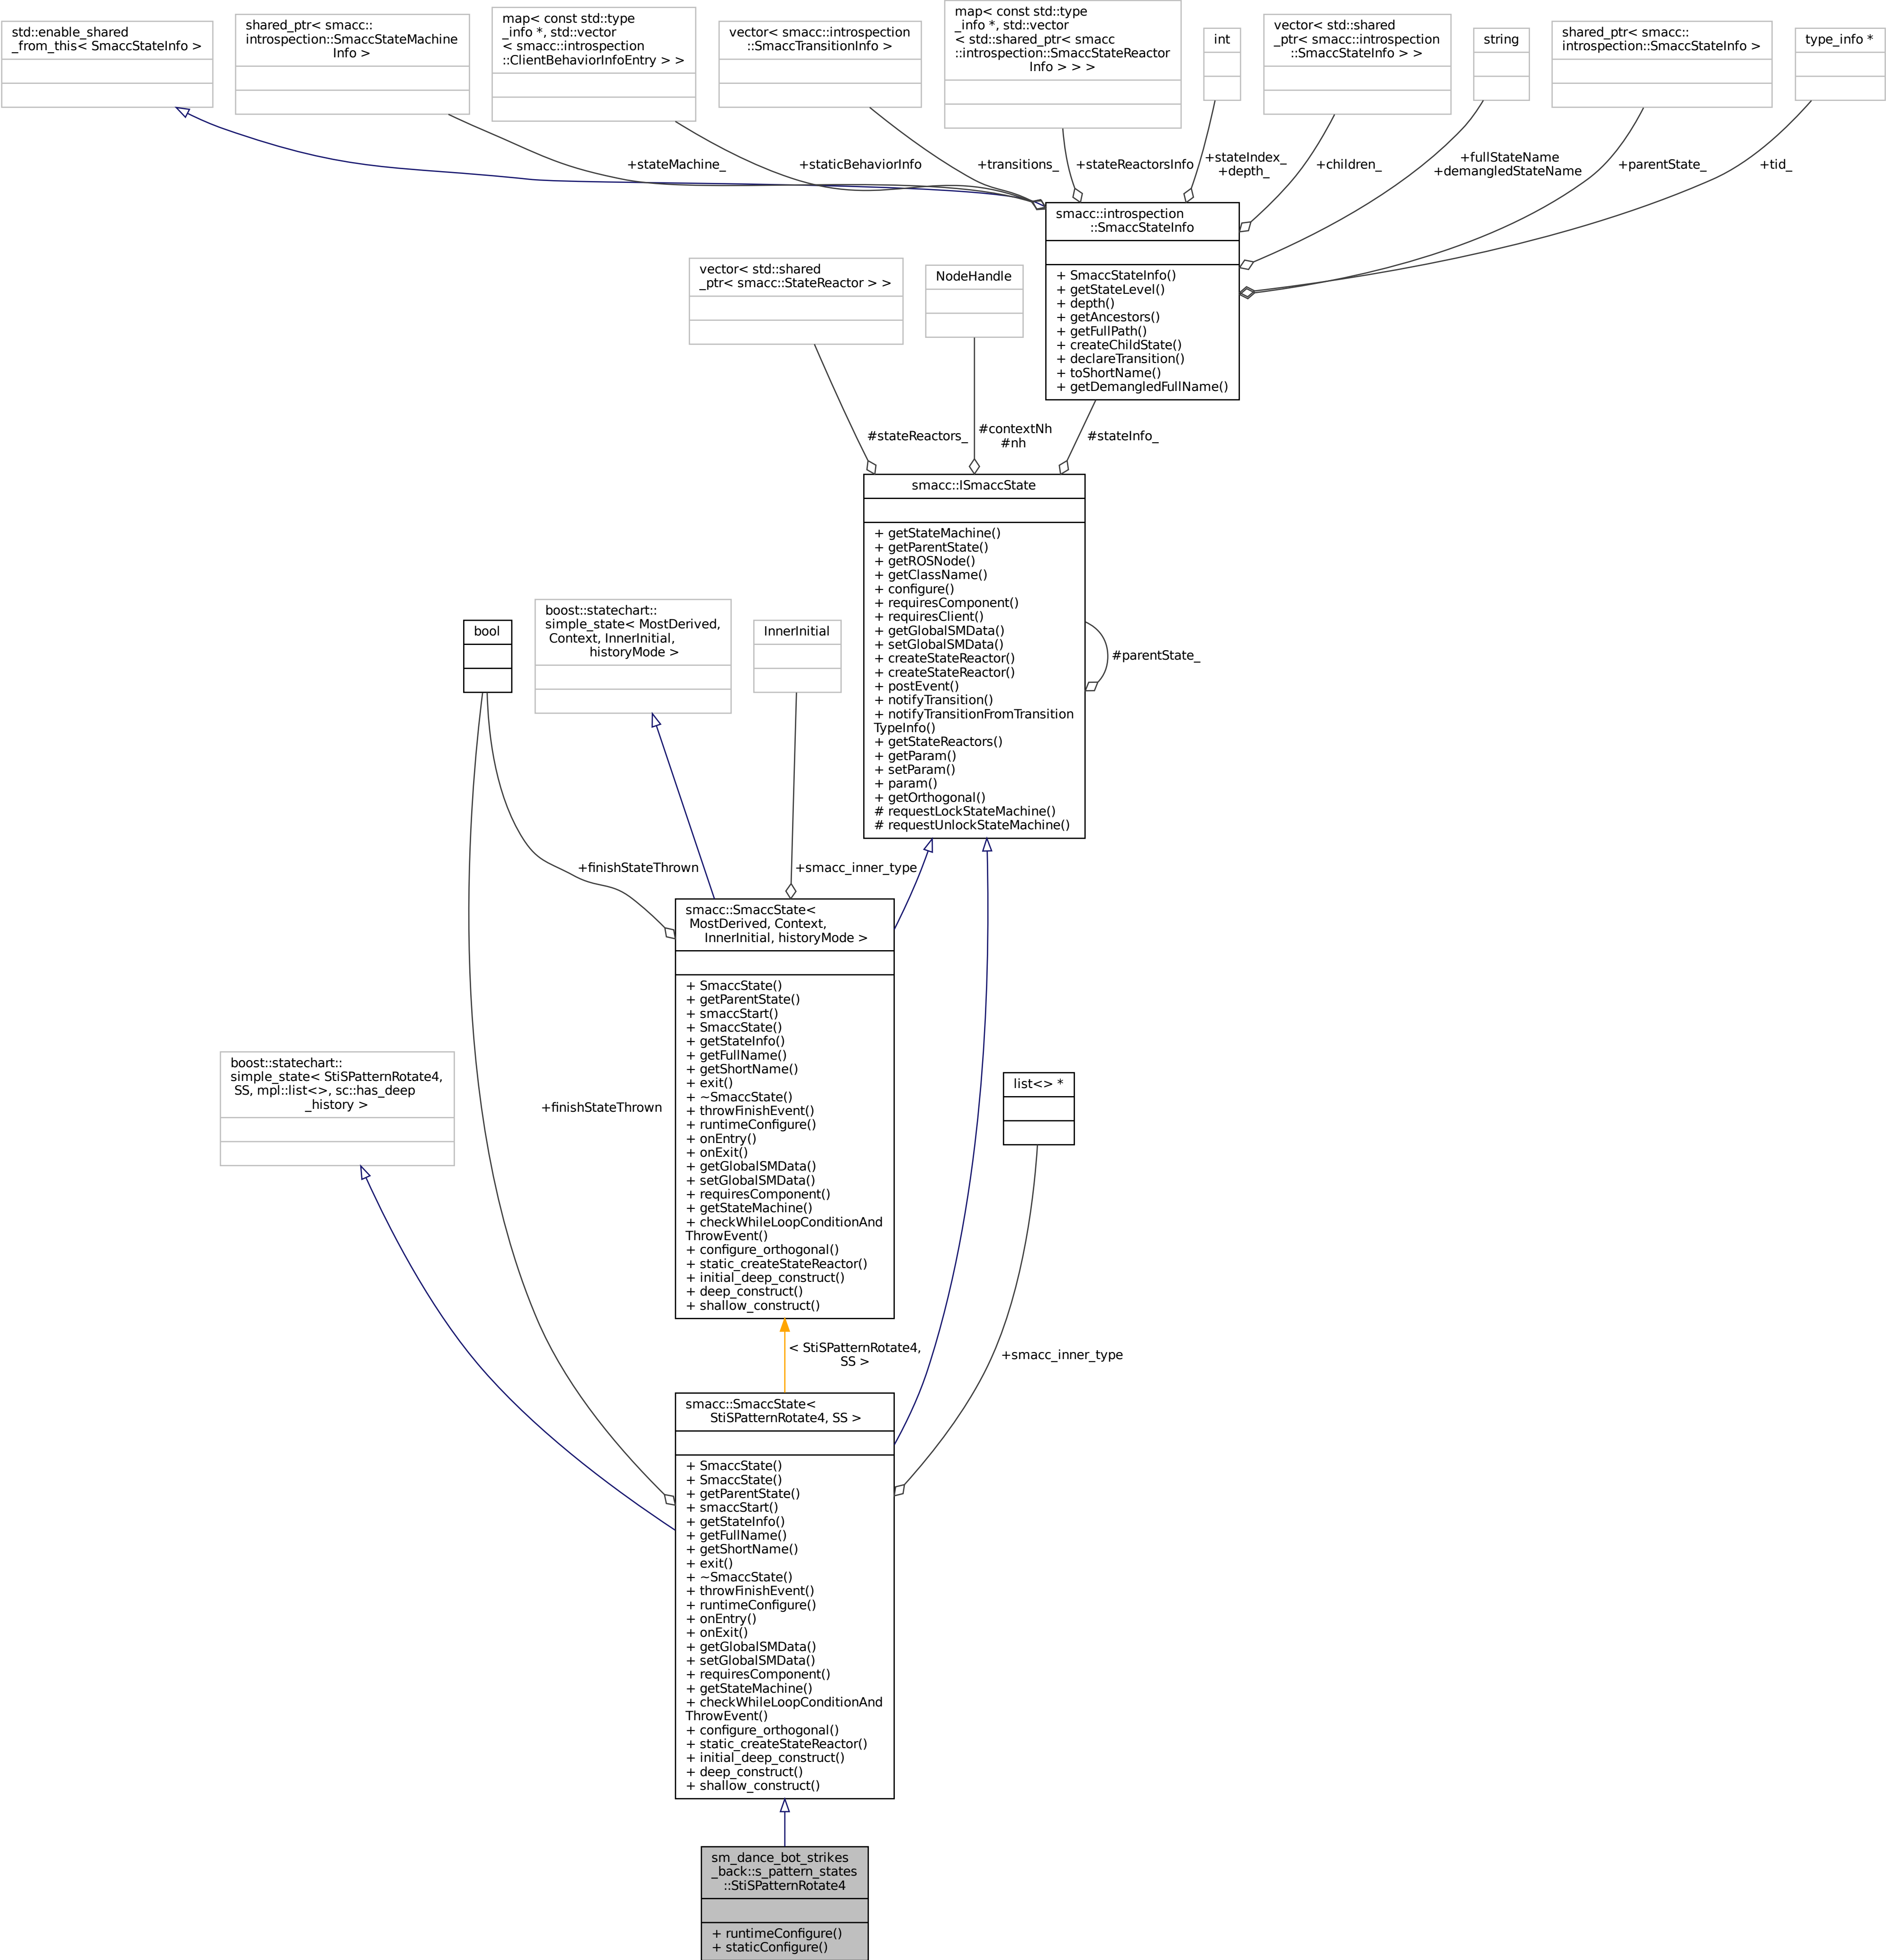 std::enable_shared
_from_this< SmaccStateInfo >
shared_ptr< smacc::
introspection::SmaccStateMachine
Info >
map< const std::type
_info *, std::vector
< smacc::introspection
::ClientBehaviorInfoEntry > >
vector< smacc::introspection
::SmaccTransitionInfo >
map< const std::type
_info *, std::vector
< std::shared_ptr< smacc
::introspection::SmaccStateReactor
Info > > >
int
vector< std::shared
_ptr< smacc::introspection
::SmaccStateInfo > >
string
shared_ptr< smacc::
introspection::SmaccStateInfo >
type_info *
+stateMachine_
+staticBehaviorInfo
+transitions_
+stateReactorsInfo
+stateIndex_
+depth_
+children_
+fullStateName
+demangledStateName
+parentState_
+tid_
smacc::introspection
::SmaccStateInfo
+ SmaccStateInfo()
+ getStateLevel()
+ depth()
+ getAncestors()
+ getFullPath()
+ createChildState()
+ declareTransition()
+ toShortName()
+ getDemangledFullName()
vector< std::shared
_ptr< smacc::StateReactor > >
NodeHandle
#stateReactors_
#contextNh
#nh
#stateInfo_
smacc::ISmaccState
+ getStateMachine()
+ getParentState()
+ getROSNode()
+ getClassName()
+ configure()
+ requiresComponent()
+ requiresClient()
+ getGlobalSMData()
+ setGlobalSMData()
+ createStateReactor()
+ createStateReactor()
+ postEvent()
+ notifyTransition()
+ notifyTransitionFromTransition
TypeInfo()
+ getStateReactors()
+ getParam()
+ setParam()
+ param()
+ getOrthogonal()
# requestLockStateMachine()
# requestUnlockStateMachine()
#parentState_
bool
boost::statechart::
simple_state< MostDerived,
Context, InnerInitial,
historyMode >
InnerInitial
+finishStateThrown
+smacc_inner_type
smacc::SmaccState<
MostDerived, Context,
InnerInitial, historyMode >
+ SmaccState()
+ getParentState()
+ smaccStart()
+ SmaccState()
+ getStateInfo()
+ getFullName()
+ getShortName()
+ exit()
+ ~SmaccState()
+ throwFinishEvent()
+ runtimeConfigure()
+ onEntry()
+ onExit()
+ getGlobalSMData()
+ setGlobalSMData()
+ requiresComponent()
+ getStateMachine()
+ checkWhileLoopConditionAnd
ThrowEvent()
+ configure_orthogonal()
+ static_createStateReactor()
+ initial_deep_construct()
+ deep_construct()
+ shallow_construct()
boost::statechart::
simple_state< StiSPatternRotate4,
SS, mpl::list<>, sc::has_deep
_history >
+finishStateThrown
list<> *
< StiSPatternRotate4,
SS >
+smacc_inner_type
smacc::SmaccState<
StiSPatternRotate4, SS >
+ SmaccState()
+ SmaccState()
+ getParentState()
+ smaccStart()
+ getStateInfo()
+ getFullName()
+ getShortName()
+ exit()
+ ~SmaccState()
+ throwFinishEvent()
+ runtimeConfigure()
+ onEntry()
+ onExit()
+ getGlobalSMData()
+ setGlobalSMData()
+ requiresComponent()
+ getStateMachine()
+ checkWhileLoopConditionAnd
ThrowEvent()
+ configure_orthogonal()
+ static_createStateReactor()
+ initial_deep_construct()
+ deep_construct()
+ shallow_construct()
sm_dance_bot_strikes
_back::s_pattern_states
::StiSPatternRotate4
+ runtimeConfigure()
+ staticConfigure()